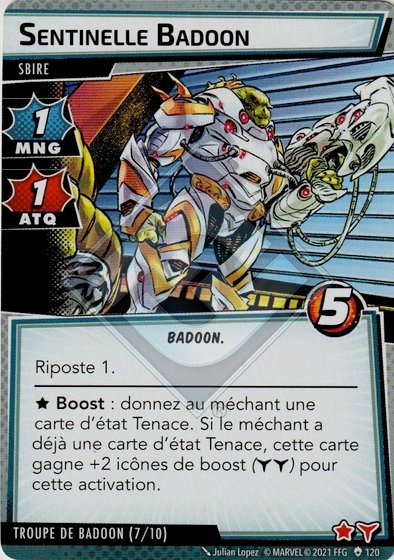 Sentinelle Badoon
SBIRE
1
MNG
1
ATQ
5
BADOON.
Riposte 1.
★ Boost : donnez au méchant une
carte d'état Tenace. Si le méchant a
déjà une carte d'état Tenace, cette carte
gagne +2 icônes de boost () pour
cette activation.
TROUPE DE BADOON (7/10)
Julian Lopez © MARVEL © 2021 FFG 120